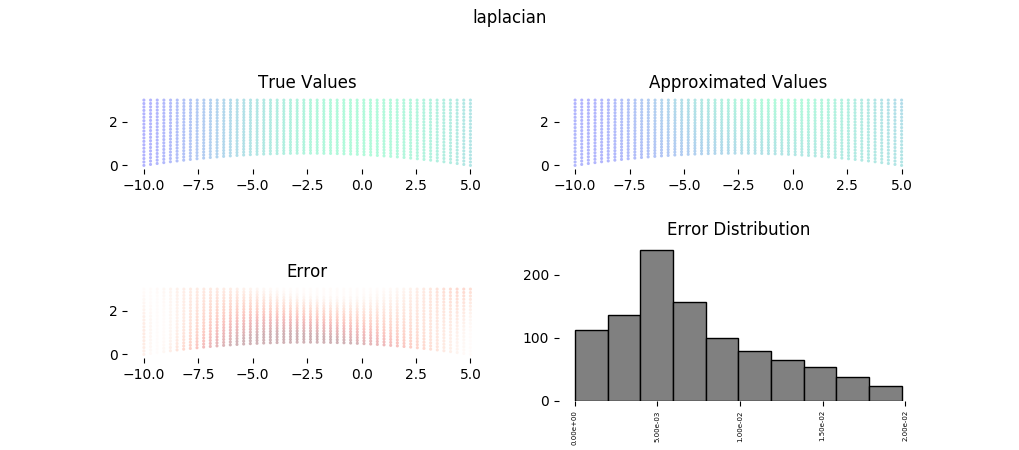 laplacian
True Values
Approximated Values
2
0
−10.0 −7.5 −5.0 −2.5 0.0 2.5 5.0
2
0
−10.0 −7.5 −5.0 −2.5 0.0 2.5 5.0
Error
2
0
−10.0 −7.5 −5.0 −2.5 0.0 2.5 5.0
Error Distribution
200
100
0
0.00e+00 5.00e-03 1.00e-02 1.50e-02 2.00e-02